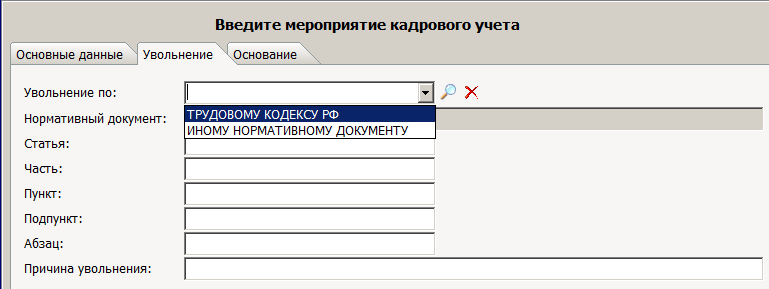 Введите мероприятие кадрового учета
Основные данные Увольнение Основание
Увольнение по:
ТРУДОВОМУ КОДЕКСУ РФ
Нормативный документ:
ИНОМУ НОРМАТИВНОМУ ДОКУМЕНТУ
Статья:
Часть:
Пункт:
Подпункт:
Абзац:
Причина увольнения: